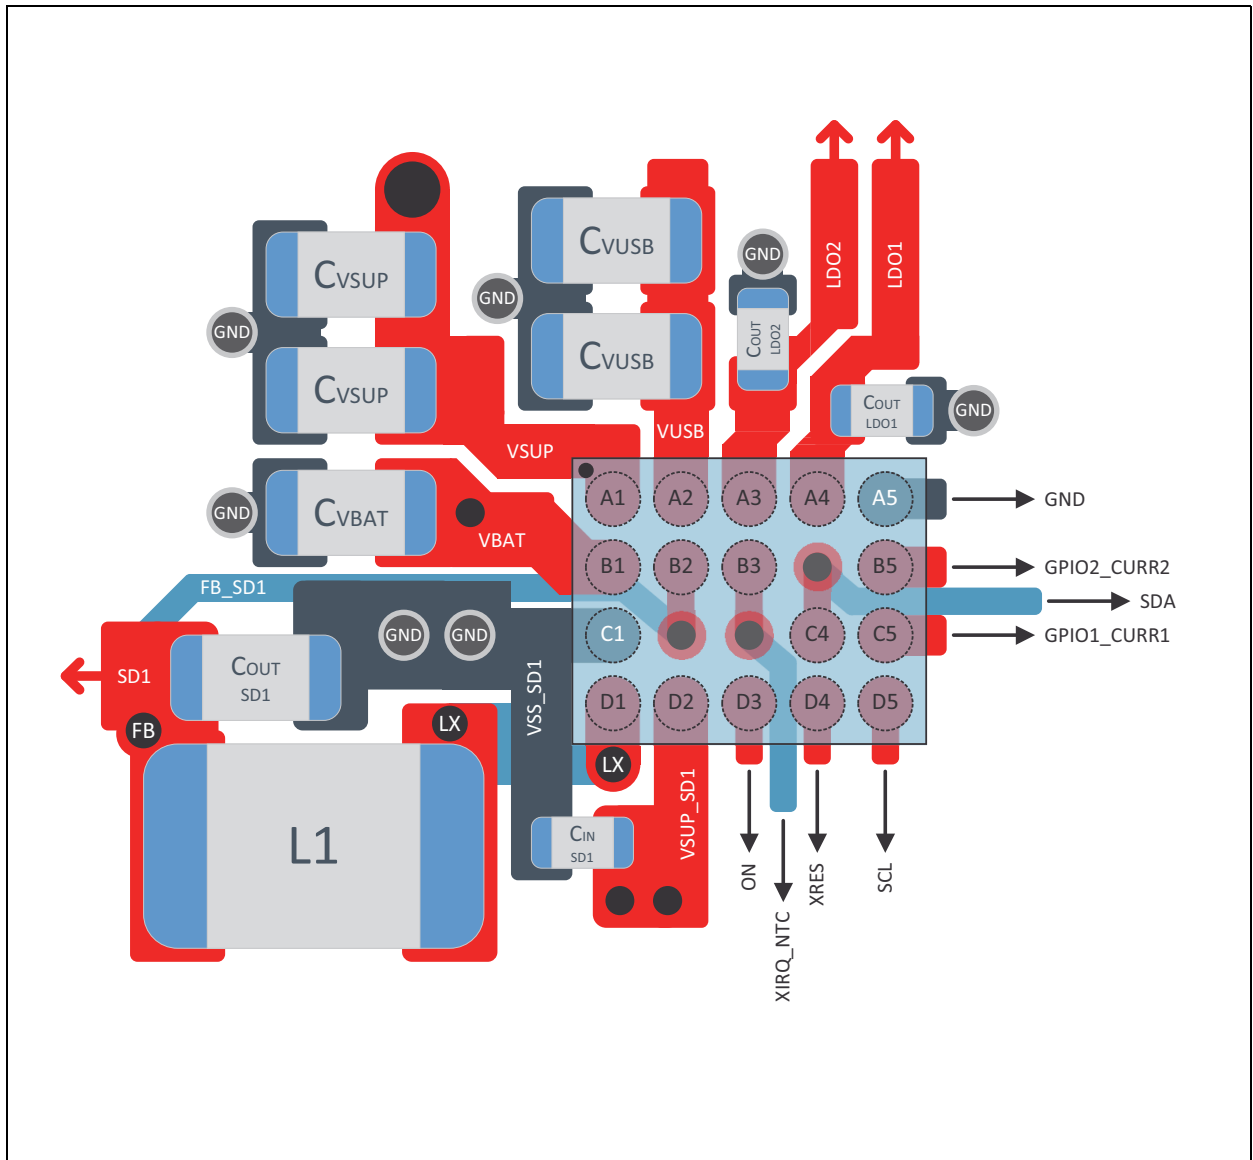 LDO2
LDO1
CVUSB
GND
CVSUP
GND
COUT
LDO2
GND
CVUSB
CVSUP
COUT
LDO1
GND
VUSB
VSUP
A1 A2 A3 A4 A5
GND
GND
CVBAT
VBAT
B1 B2 B3 B5
GPIO2_CURR2
FB_SD1
SDA
GND GND
C1 C4 C5
GPIO1_CURR1
SD1
COUT
SD1
VSS_SD1
D1 D2 D3 D4 D5
FB
LX
LX
VSUP_SD1
L1
CIN
SD1
ON
XIRQ_NTC
XRES
SCL